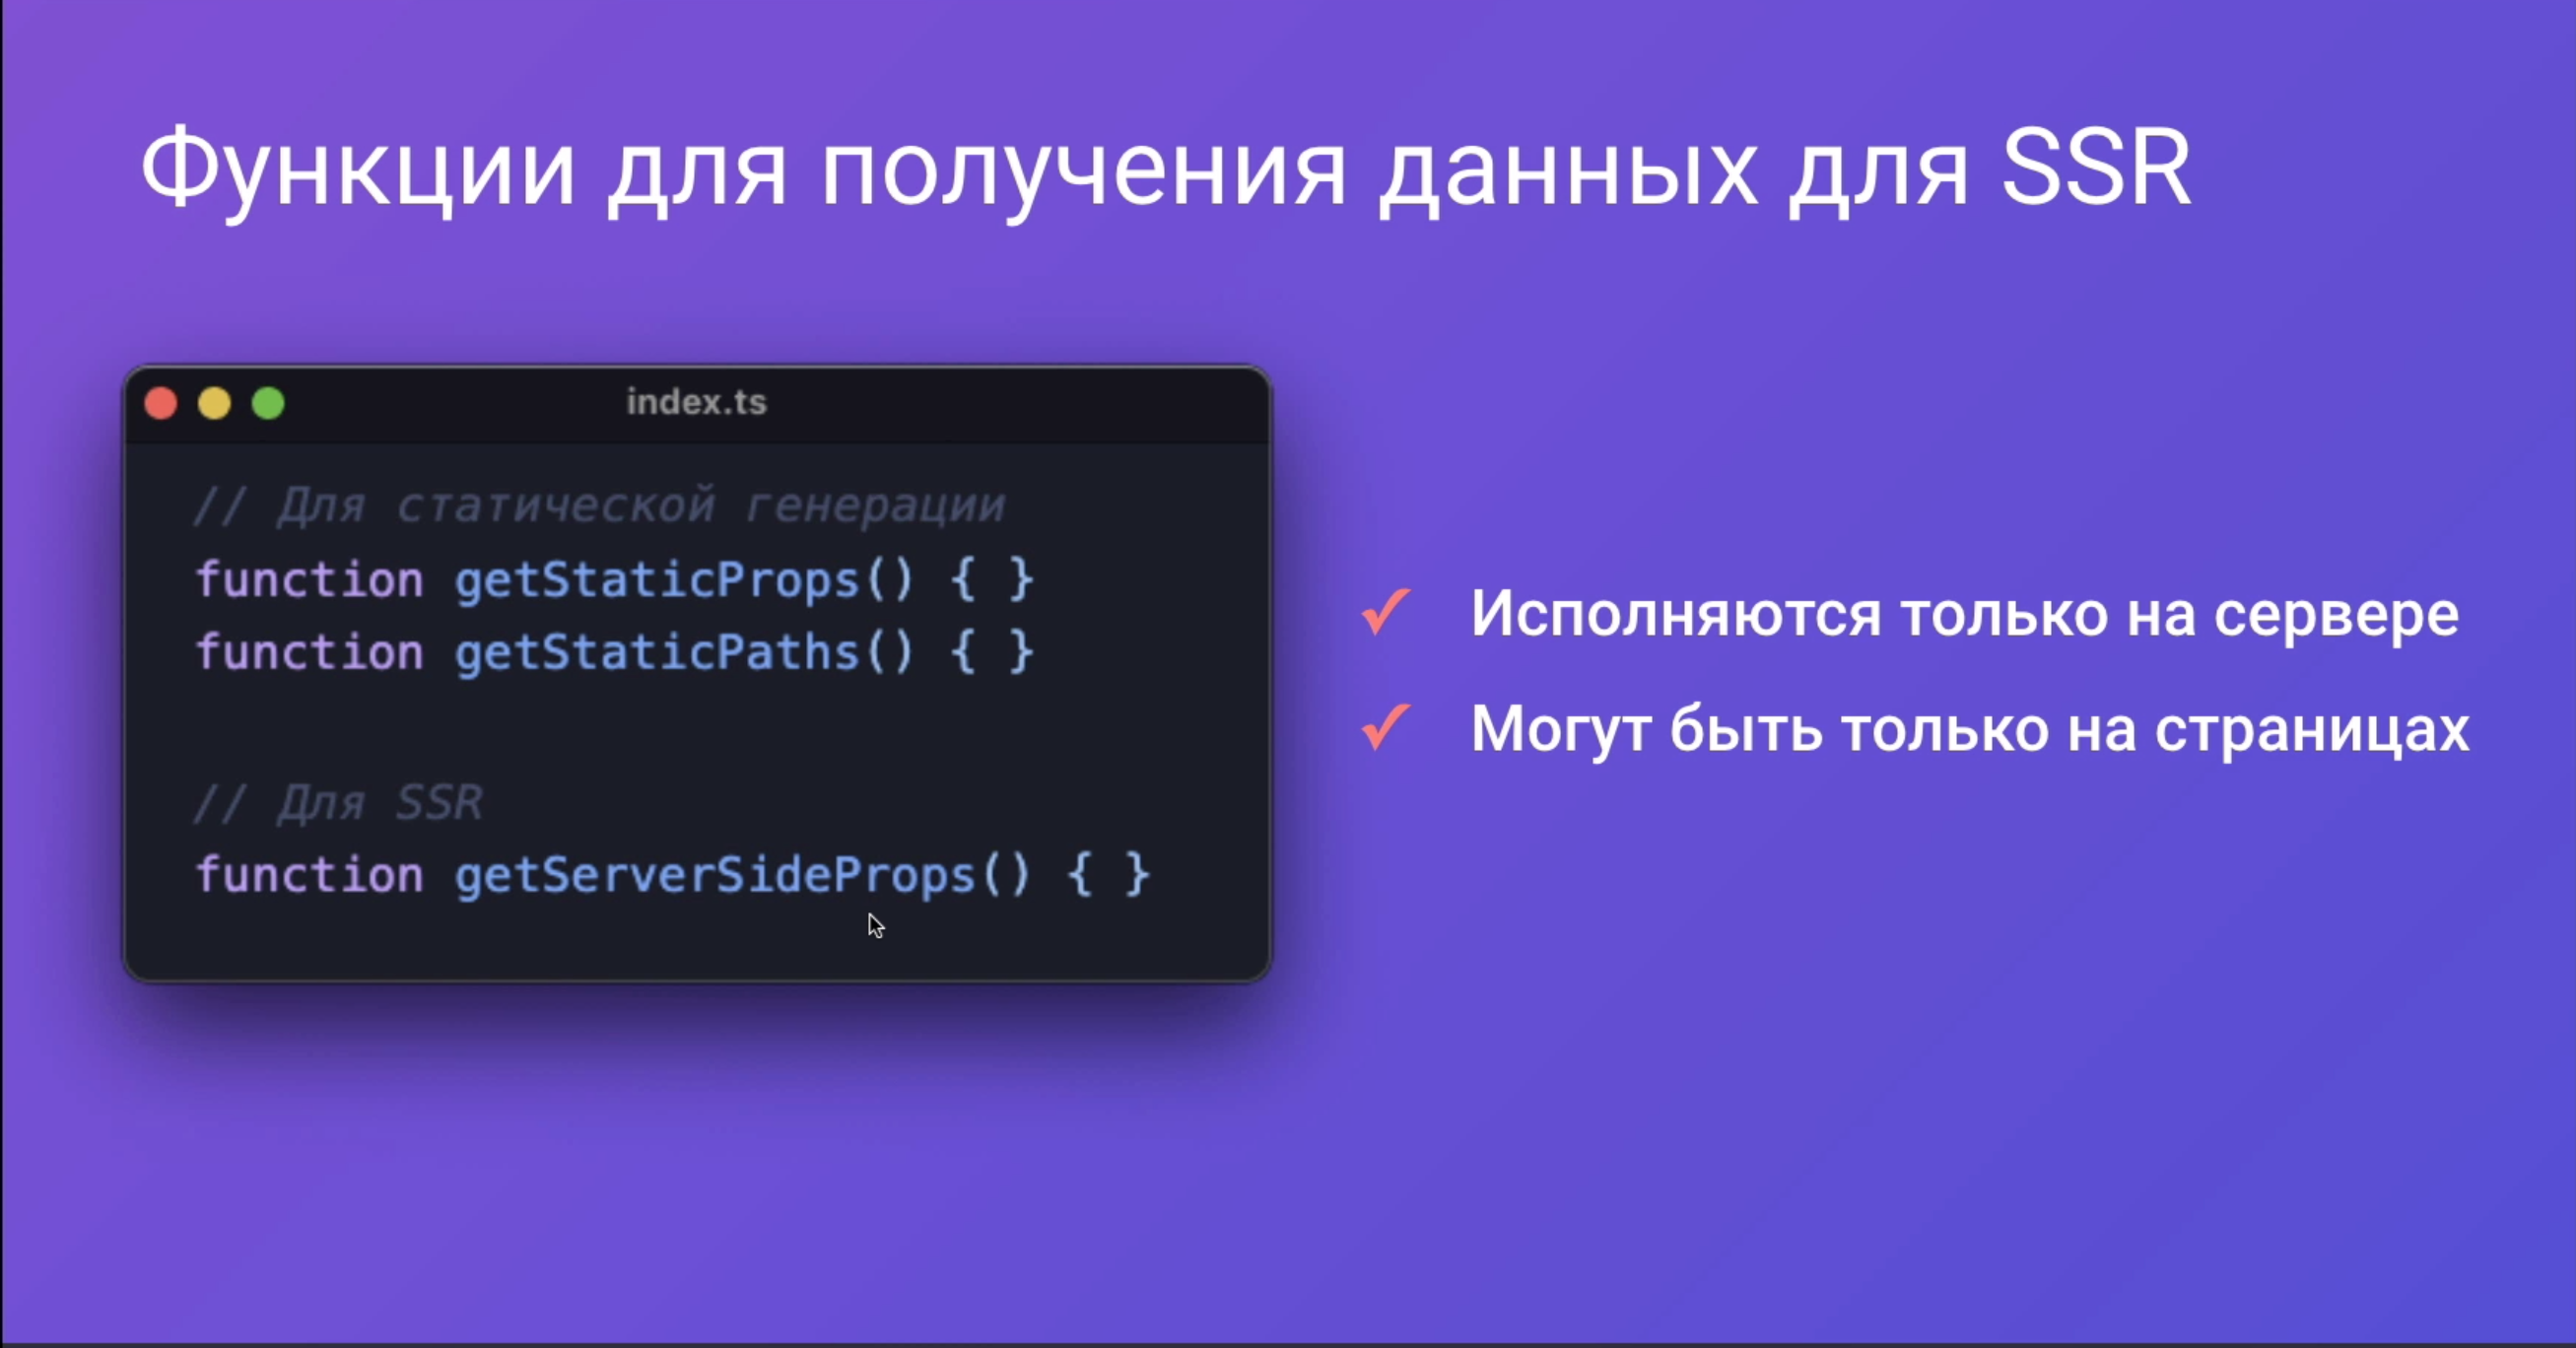 Функции для получения данных для SSR
index.ts
// Для статической генерации
function getStaticProps() { }
function getStaticPaths() { }
// Для SSR
function getServerSideProps() { }
✓ Исполняются только на сервере
✓ Могут быть только на страницах